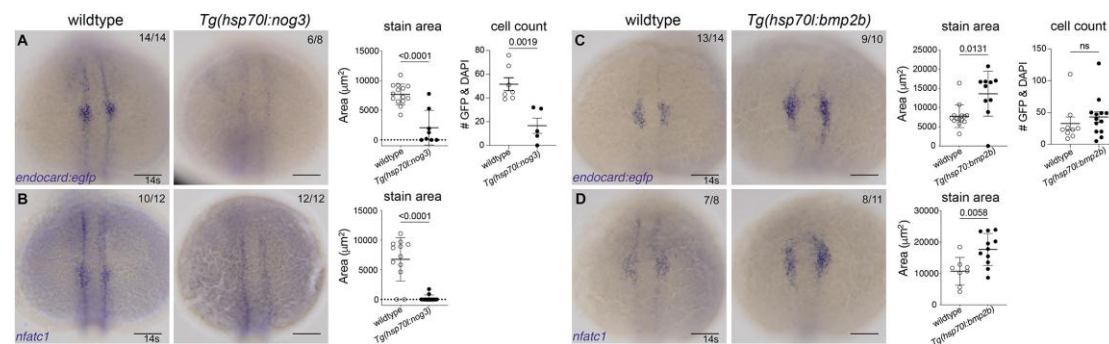 wildtype
Tg(hsp70l:nog3)
wildtype
Tg(hsp70l:bmp2b)
A
14/14
endocard:egfp
14s
6/8
stain area
<0.0001
Area (µm²)
15000
10000
5000
0
wildtype
Tg(hsp70l:nog3)
cell count
0.0019
# GFP & DAPI
100
80
60
40
20
0
wildtype
Tg(hsp70l:nog3)
B
10/12
nfatc1
14s
12/12
stain area
<0.0001
Area (µm²)
15000
10000
5000
0
wildtype
Tg(hsp70l:nog3)
C
13/14
endocard:egfp
14s
9/10
stain area
0.0131
Area (µm²)
25000
20000
15000
10000
5000
0
wildtype
Tg(hsp70l:bmp2b)
cell count
ns
# GFP & DAPI
150
100
50
0
wildtype
Tg(hsp70l:bmp2b)
D
7/8
nfatc1
14s
8/11
stain area
0.0058
Area (µm²)
30000
20000
10000
0
wildtype
Tg(hsp70l:bmp2b)